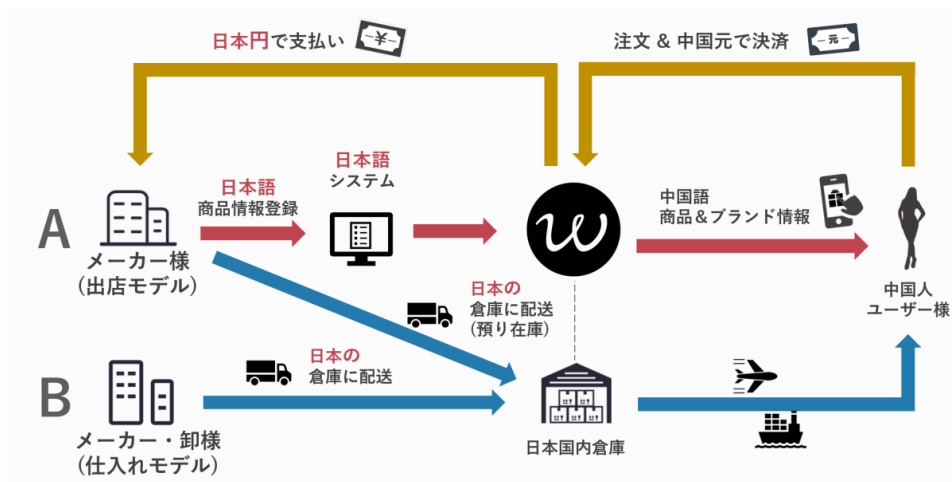 日本円で支払い
¥
注文 & 中国元で決済
元
日本語
システム
日本語
商品情報登録
中国語
商品＆ブランド情報
A
w
メーカー様
(出店モデル)
中国人
ユーザー様
日本の
倉庫に配送
(預り在庫)
日本の
倉庫に配送
B
メーカー・卸様
(仕入れモデル)
日本国内倉庫